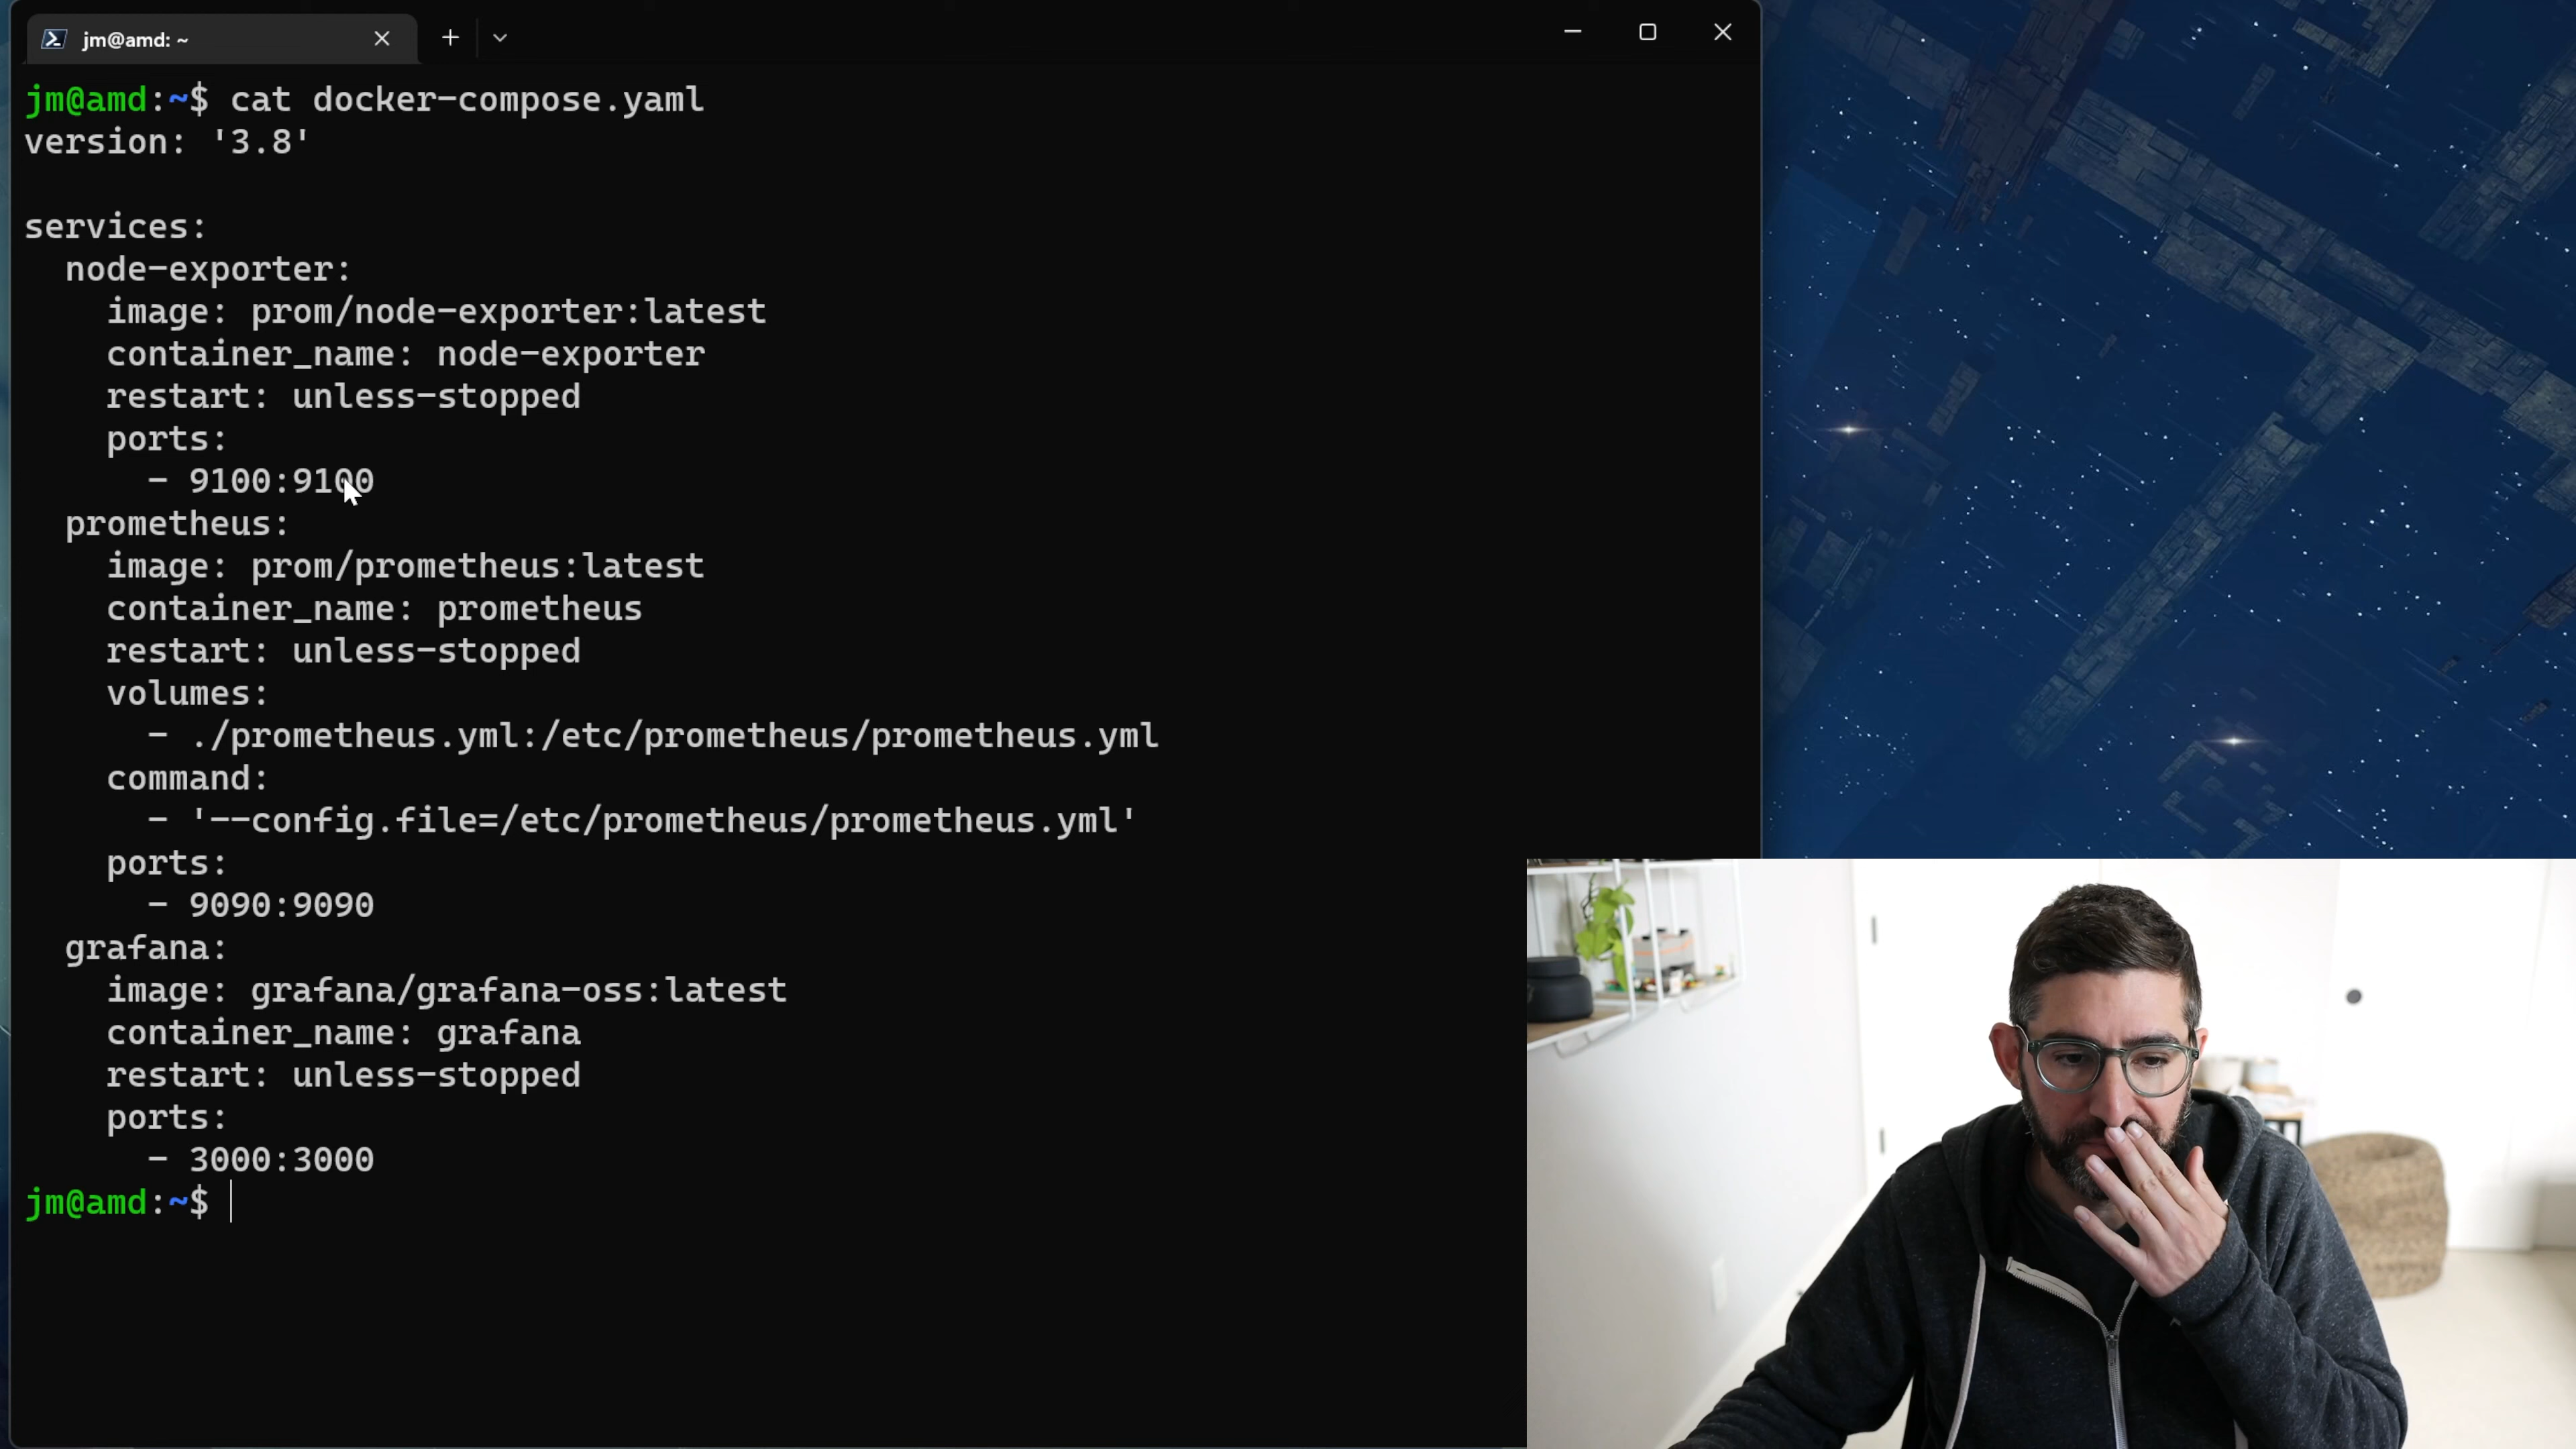 jm@amd: ~
jm@amd:~$ cat docker-compose.yaml
version: '3.8'

services:
  node-exporter:
    image: prom/node-exporter:latest
    container_name: node-exporter
    restart: unless-stopped
    ports:
      - 9100:9100
  prometheus:
    image: prom/prometheus:latest
    container_name: prometheus
    restart: unless-stopped
    volumes:
      - ./prometheus.yml:/etc/prometheus/prometheus.yml
    command:
      - '--config.file=/etc/prometheus/prometheus.yml'
    ports:
      - 9090:9090
  grafana:
    image: grafana/grafana-oss:latest
    container_name: grafana
    restart: unless-stopped
    ports:
      - 3000:3000
jm@amd:~$